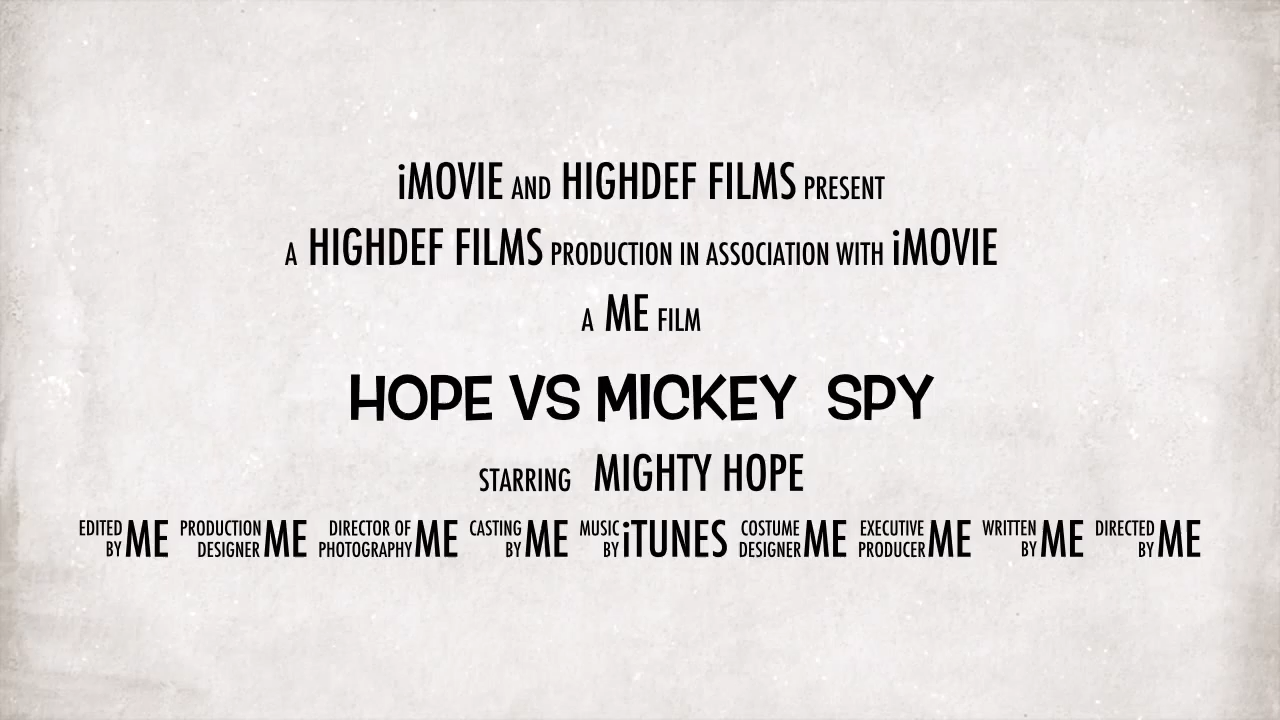 iMOVIE AND HIGHDEF FILMS PRESENT
A HIGHDEF FILMS PRODUCTION IN ASSOCIATION WITH iMOVIE
A ME FILM
HOPE VS MICKEY SPY
STARRING MIGHTY HOPE
EDITED BY ME PRODUCTION DESIGNER ME DIRECTOR OF PHOTOGRAPHY ME CASTING BY ME MUSIC BY iTUNES COSTUME DESIGNER ME EXECUTIVE PRODUCER ME WRITTEN BY ME DIRECTED BY ME